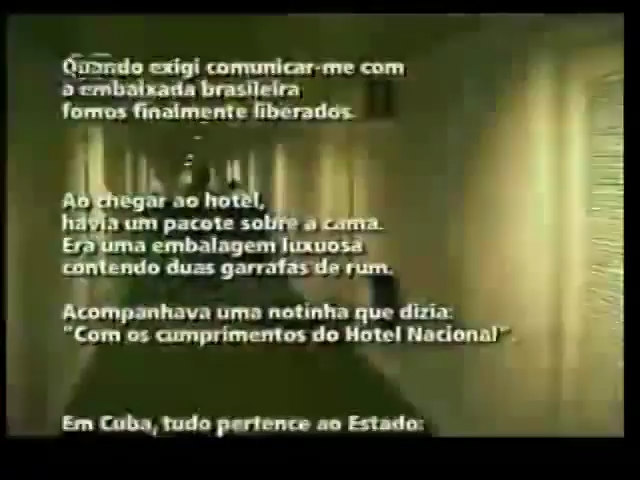 Quando exigi comunicar-me com
a embaixada brasileira
fomos finalmente liberados.
Ao chegar ao hotel,
havia um pacote sobre a cama.
Era uma embalagem luxuosa
contendo duas garrafas de rum.
Acompanhava uma notinha que dizia:
"Com os cumprimentos do Hotel Nacional".
Em Cuba, tudo pertence ao Estado: